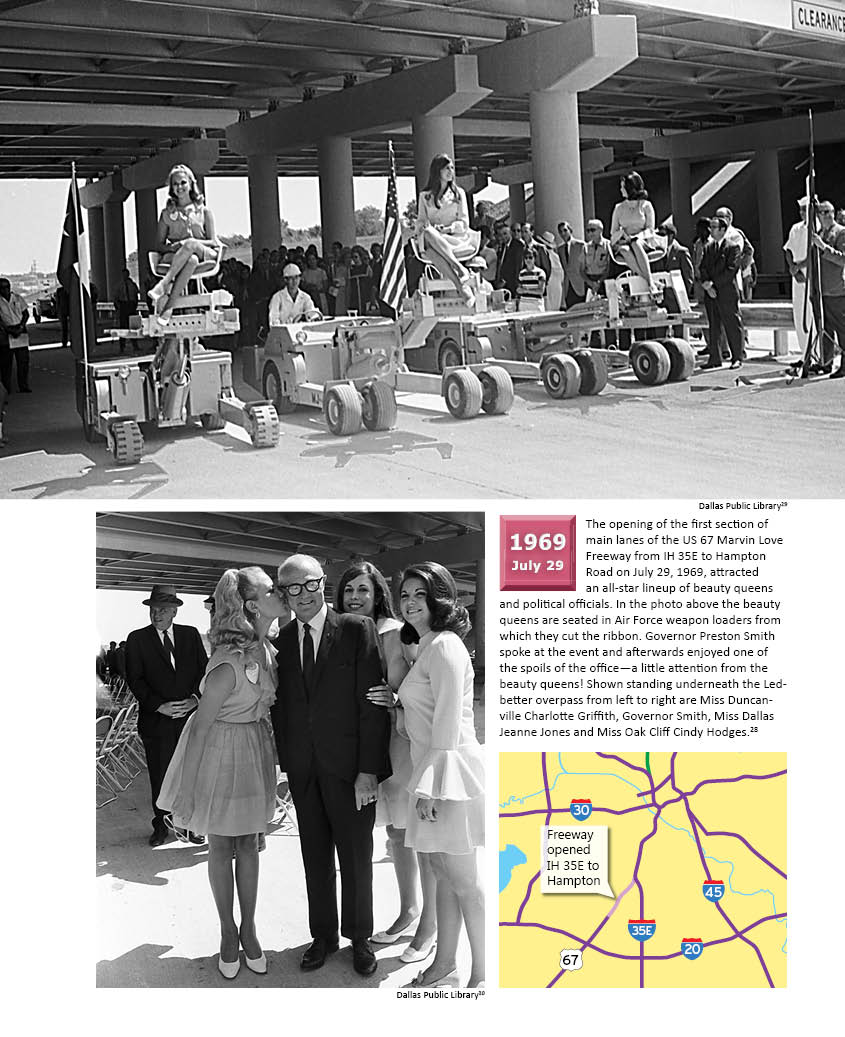 CLEARANCE
Dallas Public Library29
1969
July 29
The opening of the first section of
main lanes of the US 67 Marvin Love
Freeway from IH 35E to Hampton
Road on July 29, 1969, attracted
an all-star lineup of beauty queens
and political officials. In the photo above the beauty
queens are seated in Air Force weapon loaders from
which they cut the ribbon. Governor Preston Smith
spoke at the event and afterwards enjoyed one of
the spoils of the office—a little attention from the
beauty queens! Shown standing underneath the Led-
better overpass from left to right are Miss Duncan-
ville Charlotte Griffith, Governor Smith, Miss Dallas
Jeanne Jones and Miss Oak Cliff Cindy Hodges.28
30
Freeway
opened
IH 35E to
Hampton
45
35E
20
67
Dallas Public Library30